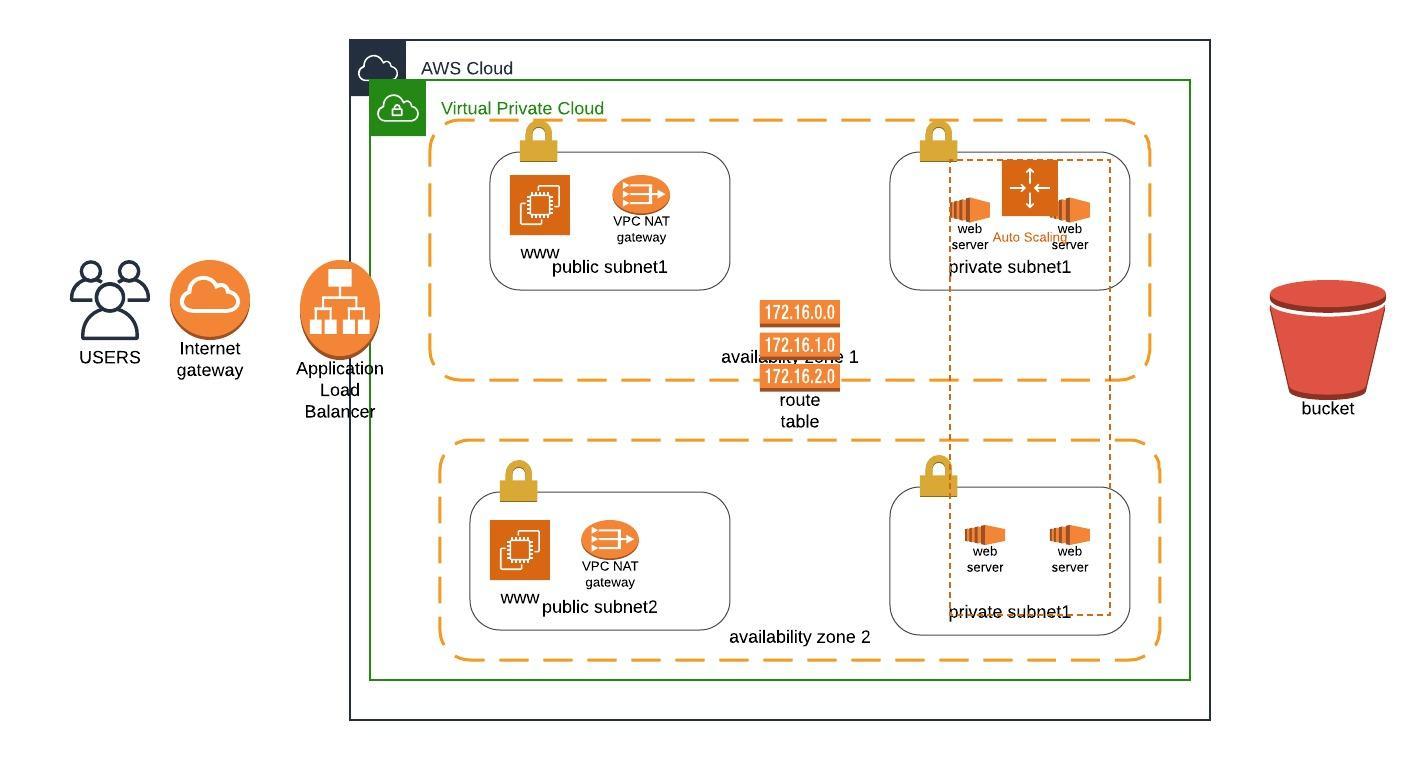 AWS Cloud
Virtual Private Cloud
VPC NAT
gateway
www
public subnet1
web
server
Auto Scaling
web
server
private subnet1
USERS
Internet
gateway
Application
Load
Balancer
172.16.0.0
172.16.1.0
172.16.2.0
availablity zone 1
route
table
bucket
VPC NAT
gateway
www
public subnet2
web
server
web
server
private subnet1
availability zone 2